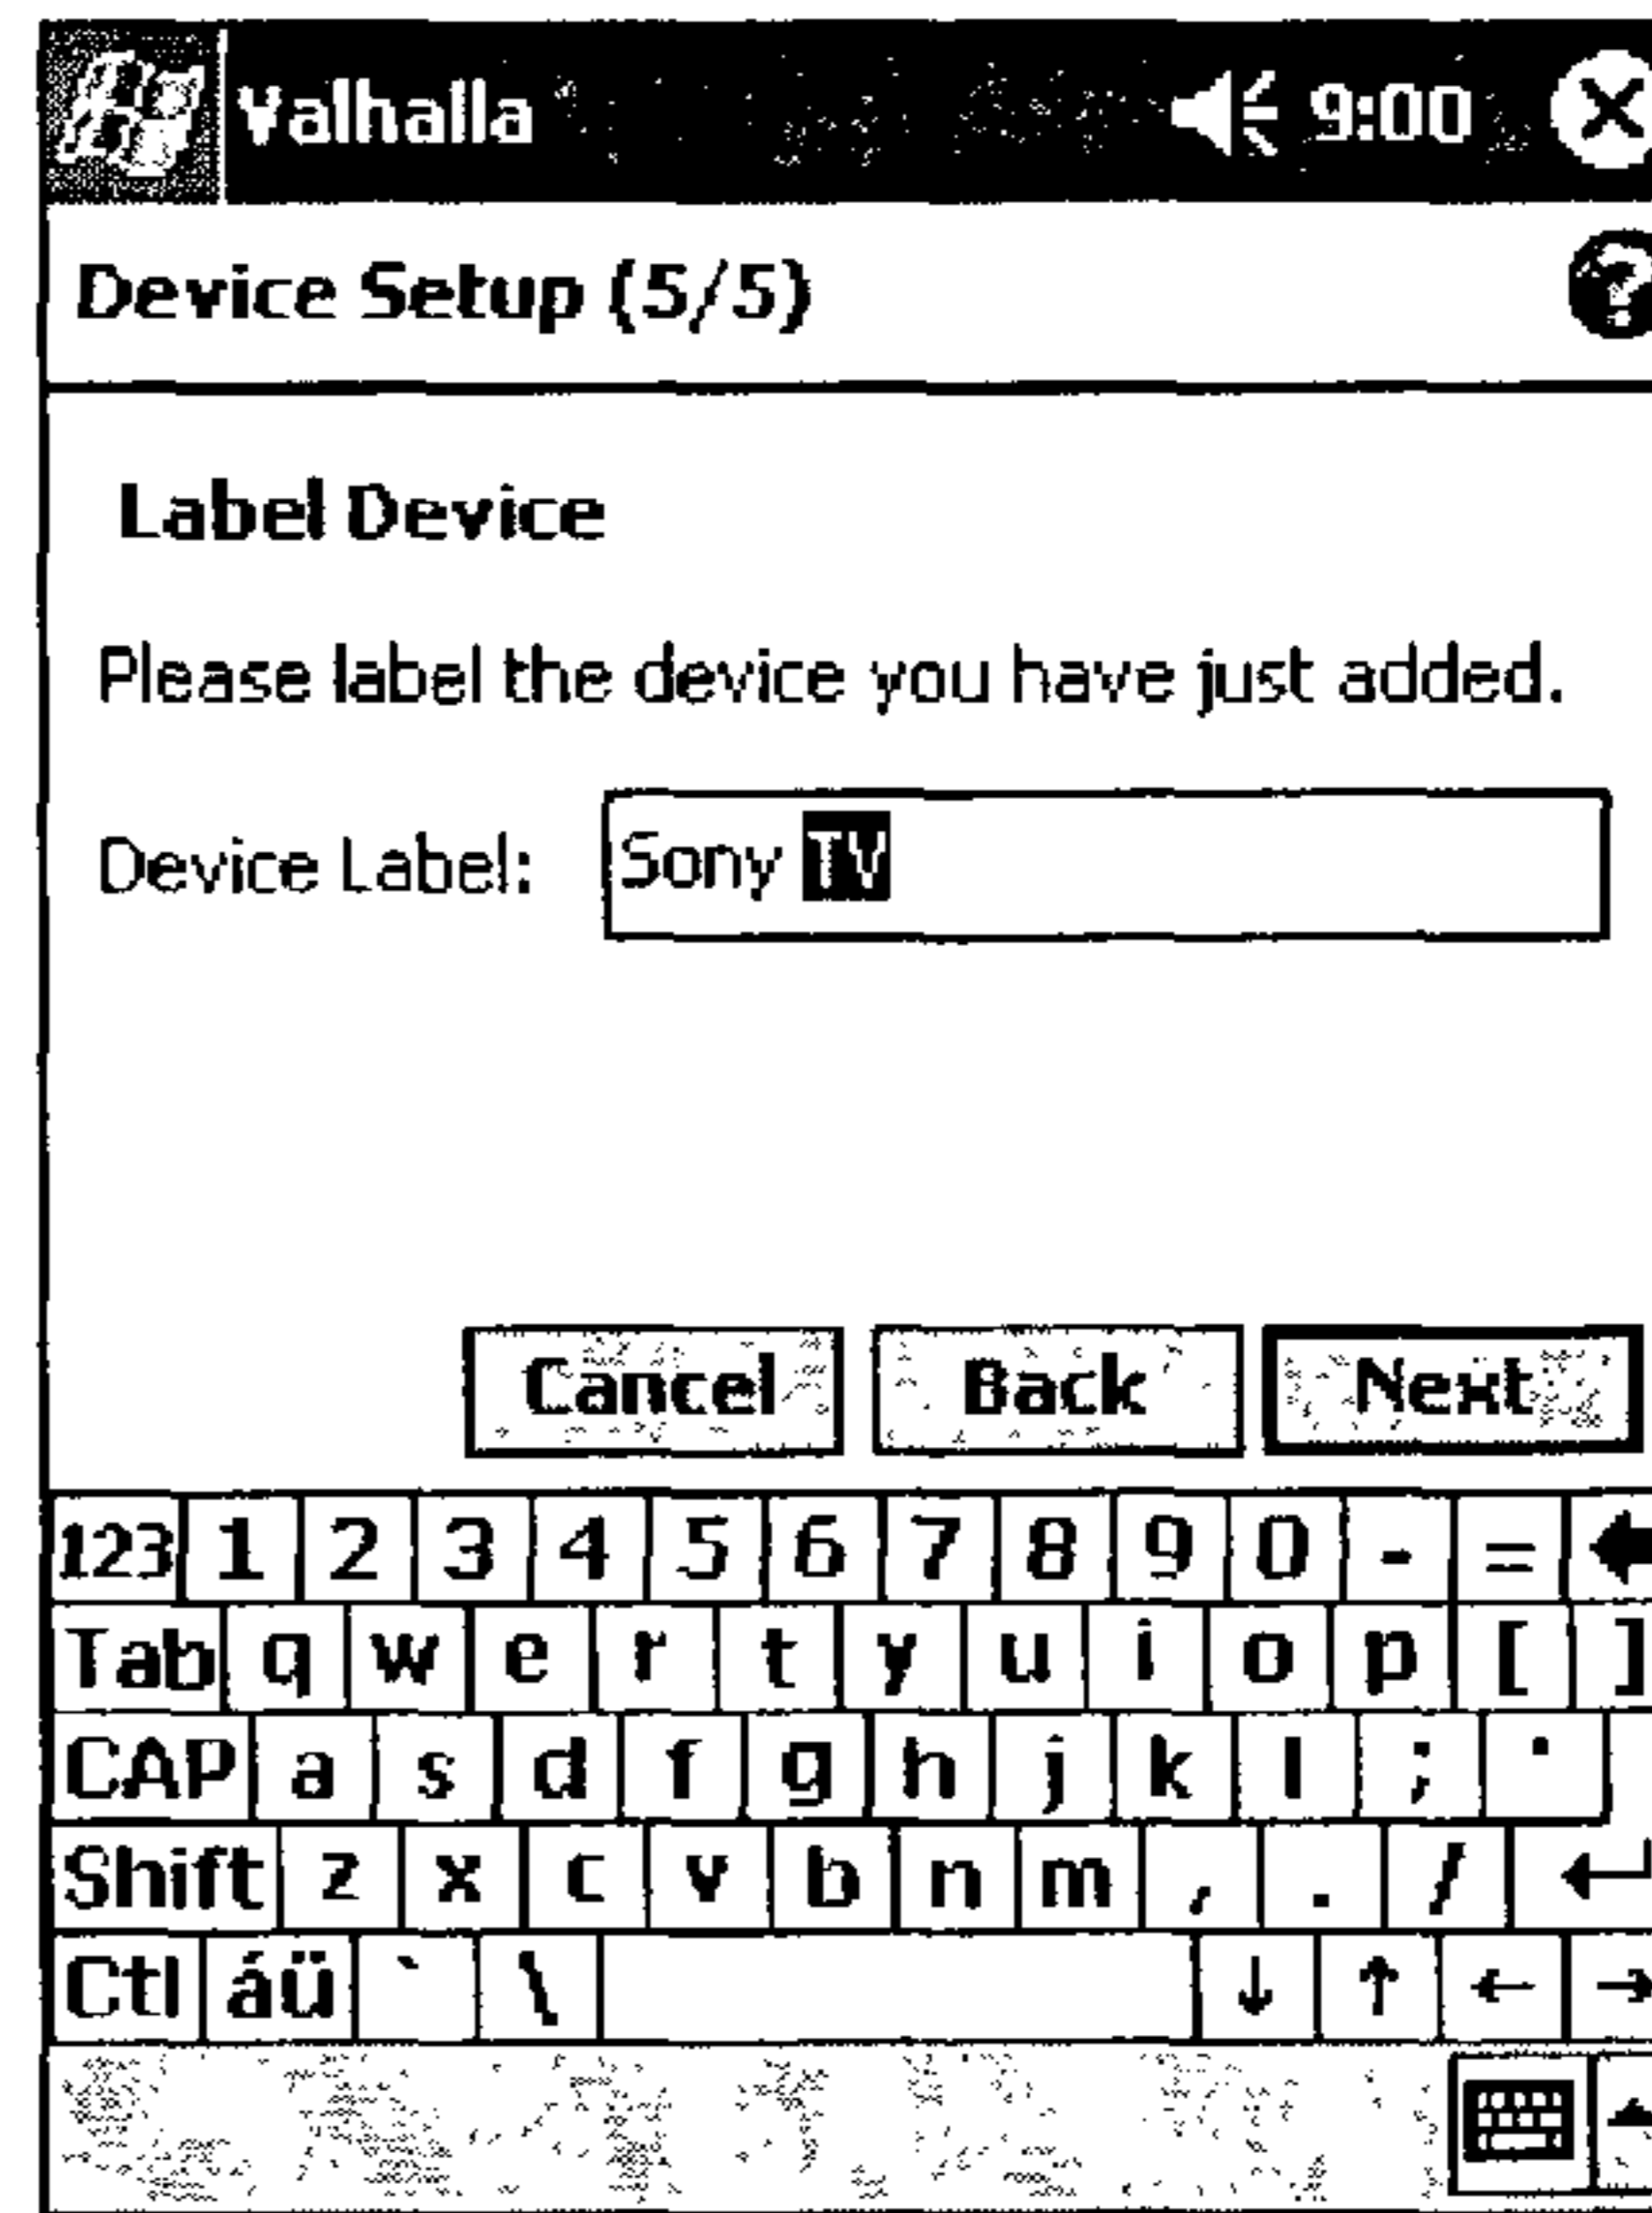 Valhalla 9:00
Device Setup (5/5) ?
Label Device
Please label the device you have just added.
Device Label: Sony TV
Cancel Back Next
123 1 2 3 4 5 6 7 8 9 0 - =
Tab q w e r t y u i o p [ ]
CAP a s d f g h j k l ; '
Shift z x c v b n m , . /
Ctl áü ` \ ↓ ↑ ← →